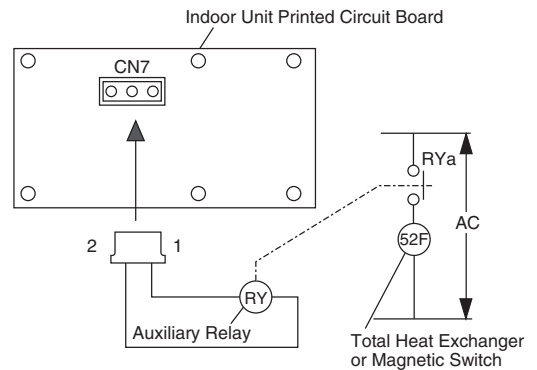 Indoor Unit Printed Circuit Board
CN7
RYa
AC
2
1
52F
RY
Auxiliary Relay
Total Heat Exchanger
or Magnetic Switch